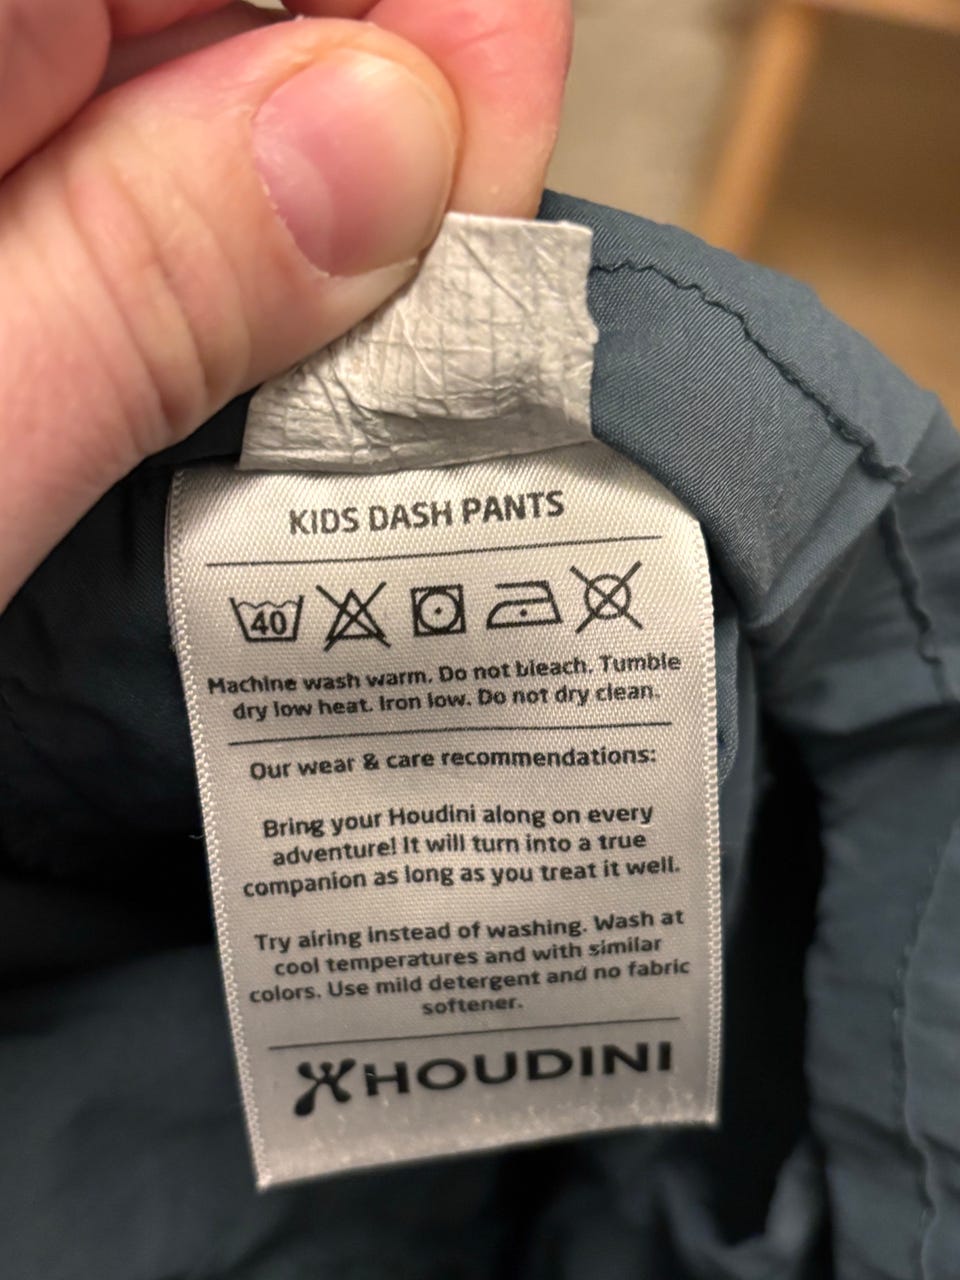 KIDS DASH PANTS
40
Machine wash warm. Do not bleach. Tumble
dry low heat. Iron low. Do not dry clean.
Our wear & care recommendations:
Bring your Houdini along on every
adventure! It will turn into a true
companion as long as you treat it well.
Try airing instead of washing. Wash at
cool temperatures and with similar
colors. Use mild detergent and no fabric
softener.
HOUDINI